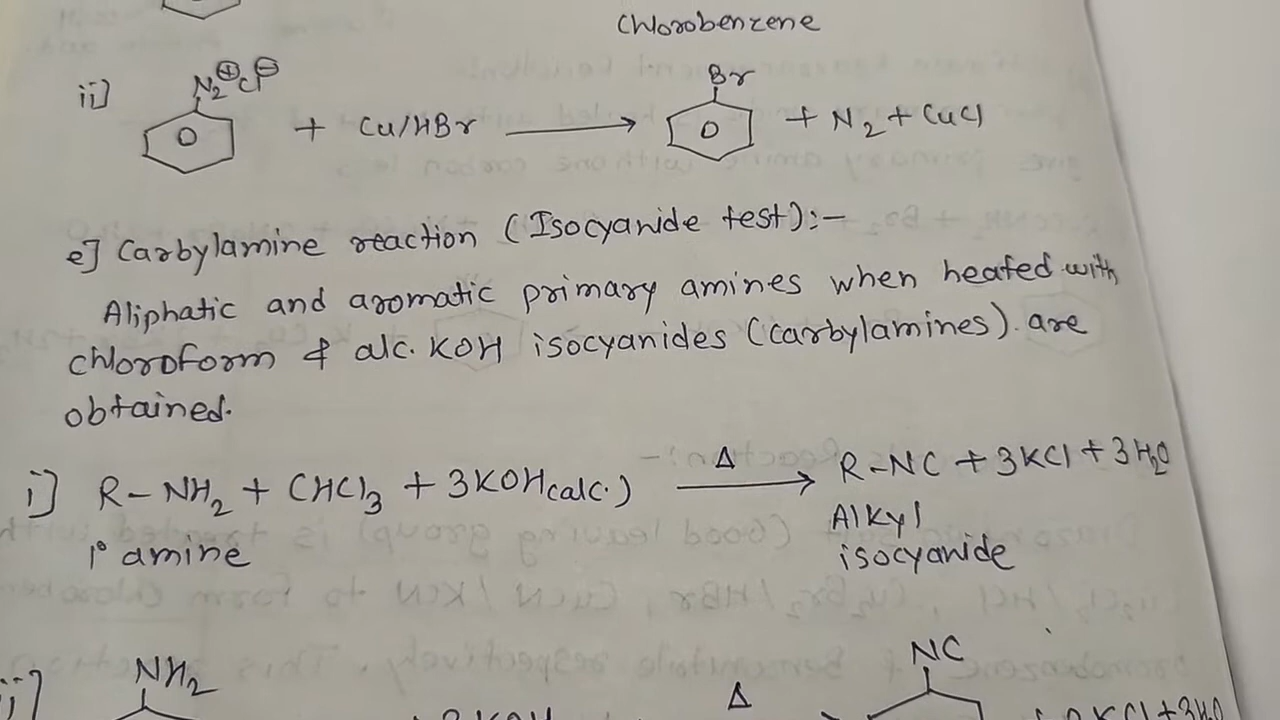 Chlorobenzene
ii] N2⊕Cl⊖ + Cu/HBr ⟶ Br + N2 + CuCl
e] Carbylamine reaction (Isocyanide test):-
Aliphatic and aromatic primary amines when heated with
chloroform & alc. KOH isocyanides (carbylamines). are
obtained.
i] R-NH2 + CHCl3 + 3KOH(alc.) ⟶Δ R-NC + 3KCl + 3H2O
1° amine Alkyl
isocyanide
ii] NH2 Δ NC